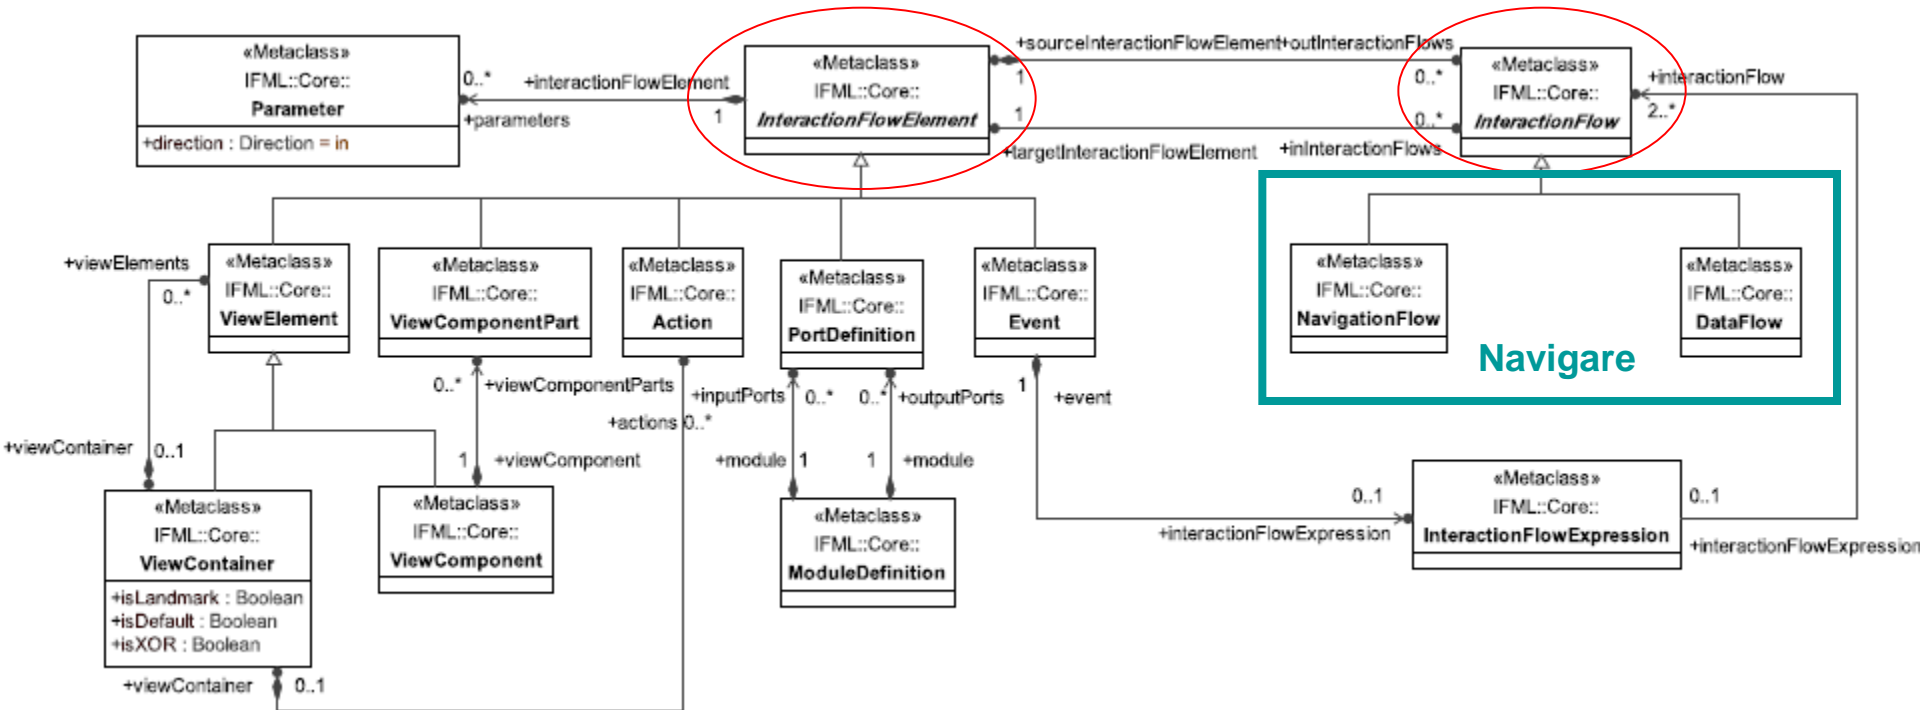 «Metaclass»
IFML::Core::
Parameter
+direction : Direction = in
0..*
+interactionFlowElement
+parameters
1
«Metaclass»
IFML::Core::
InteractionFlowElement
+sourceInteractionFlowElement+outInteractionFlows
1
0..*
1
0..*
+targetInteractionFlowElement
+inInteractionFlows
«Metaclass»
IFML::Core::
InteractionFlow
+interactionFlow
2..*
+viewElements
0..*
«Metaclass»
IFML::Core::
ViewElement
«Metaclass»
IFML::Core::
ViewComponentPart
«Metaclass»
IFML::Core::
Action
«Metaclass»
IFML::Core::
PortDefinition
«Metaclass»
IFML::Core::
Event
«Metaclass»
IFML::Core::
NavigationFlow
«Metaclass»
IFML::Core::
DataFlow
Navigare
0..*
+viewComponentParts
+actions 0..*
+inputPorts
0..*
0..*
+outputPorts
1
+event
+viewContainer
0..1
1
+viewComponent
+module
1
1
+module
«Metaclass»
IFML::Core::
ViewContainer
+isLandmark : Boolean
+isDefault : Boolean
+isXOR : Boolean
«Metaclass»
IFML::Core::
ViewComponent
«Metaclass»
IFML::Core::
ModuleDefinition
0..1
+interactionFlowExpression
«Metaclass»
IFML::Core::
InteractionFlowExpression
0..1
+interactionFlowExpression
+viewContainer
0..1